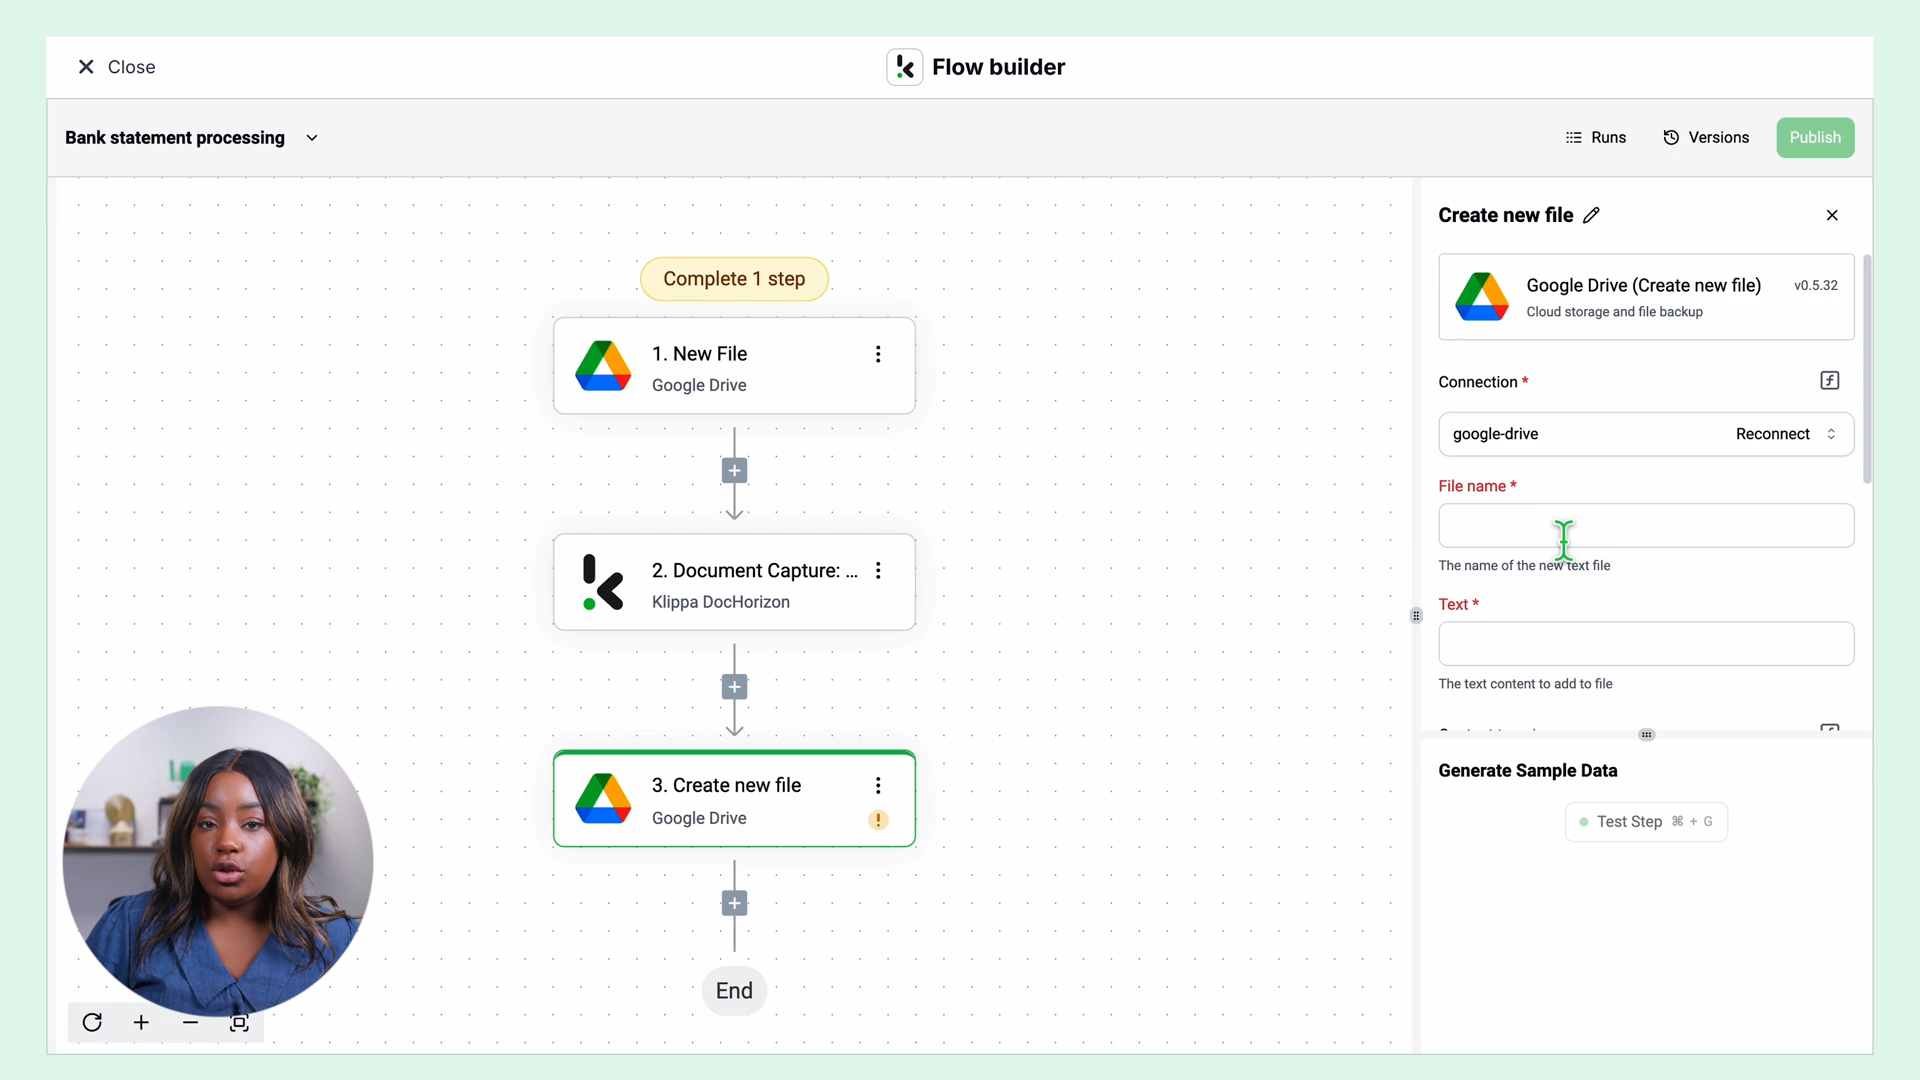 Close
Flow builder
Bank statement processing
Runs
Versions
Publish
Complete 1 step
1. New File
Google Drive
2. Document Capture: ...
Klippa DocHorizon
3. Create new file
Google Drive
End
Create new file
Google Drive (Create new file)
v0.5.32
Cloud storage and file backup
Connection *
google-drive
Reconnect
File name *
The name of the new text file
Text *
The text content to add to file
Generate Sample Data
Test Step ⌘ + G